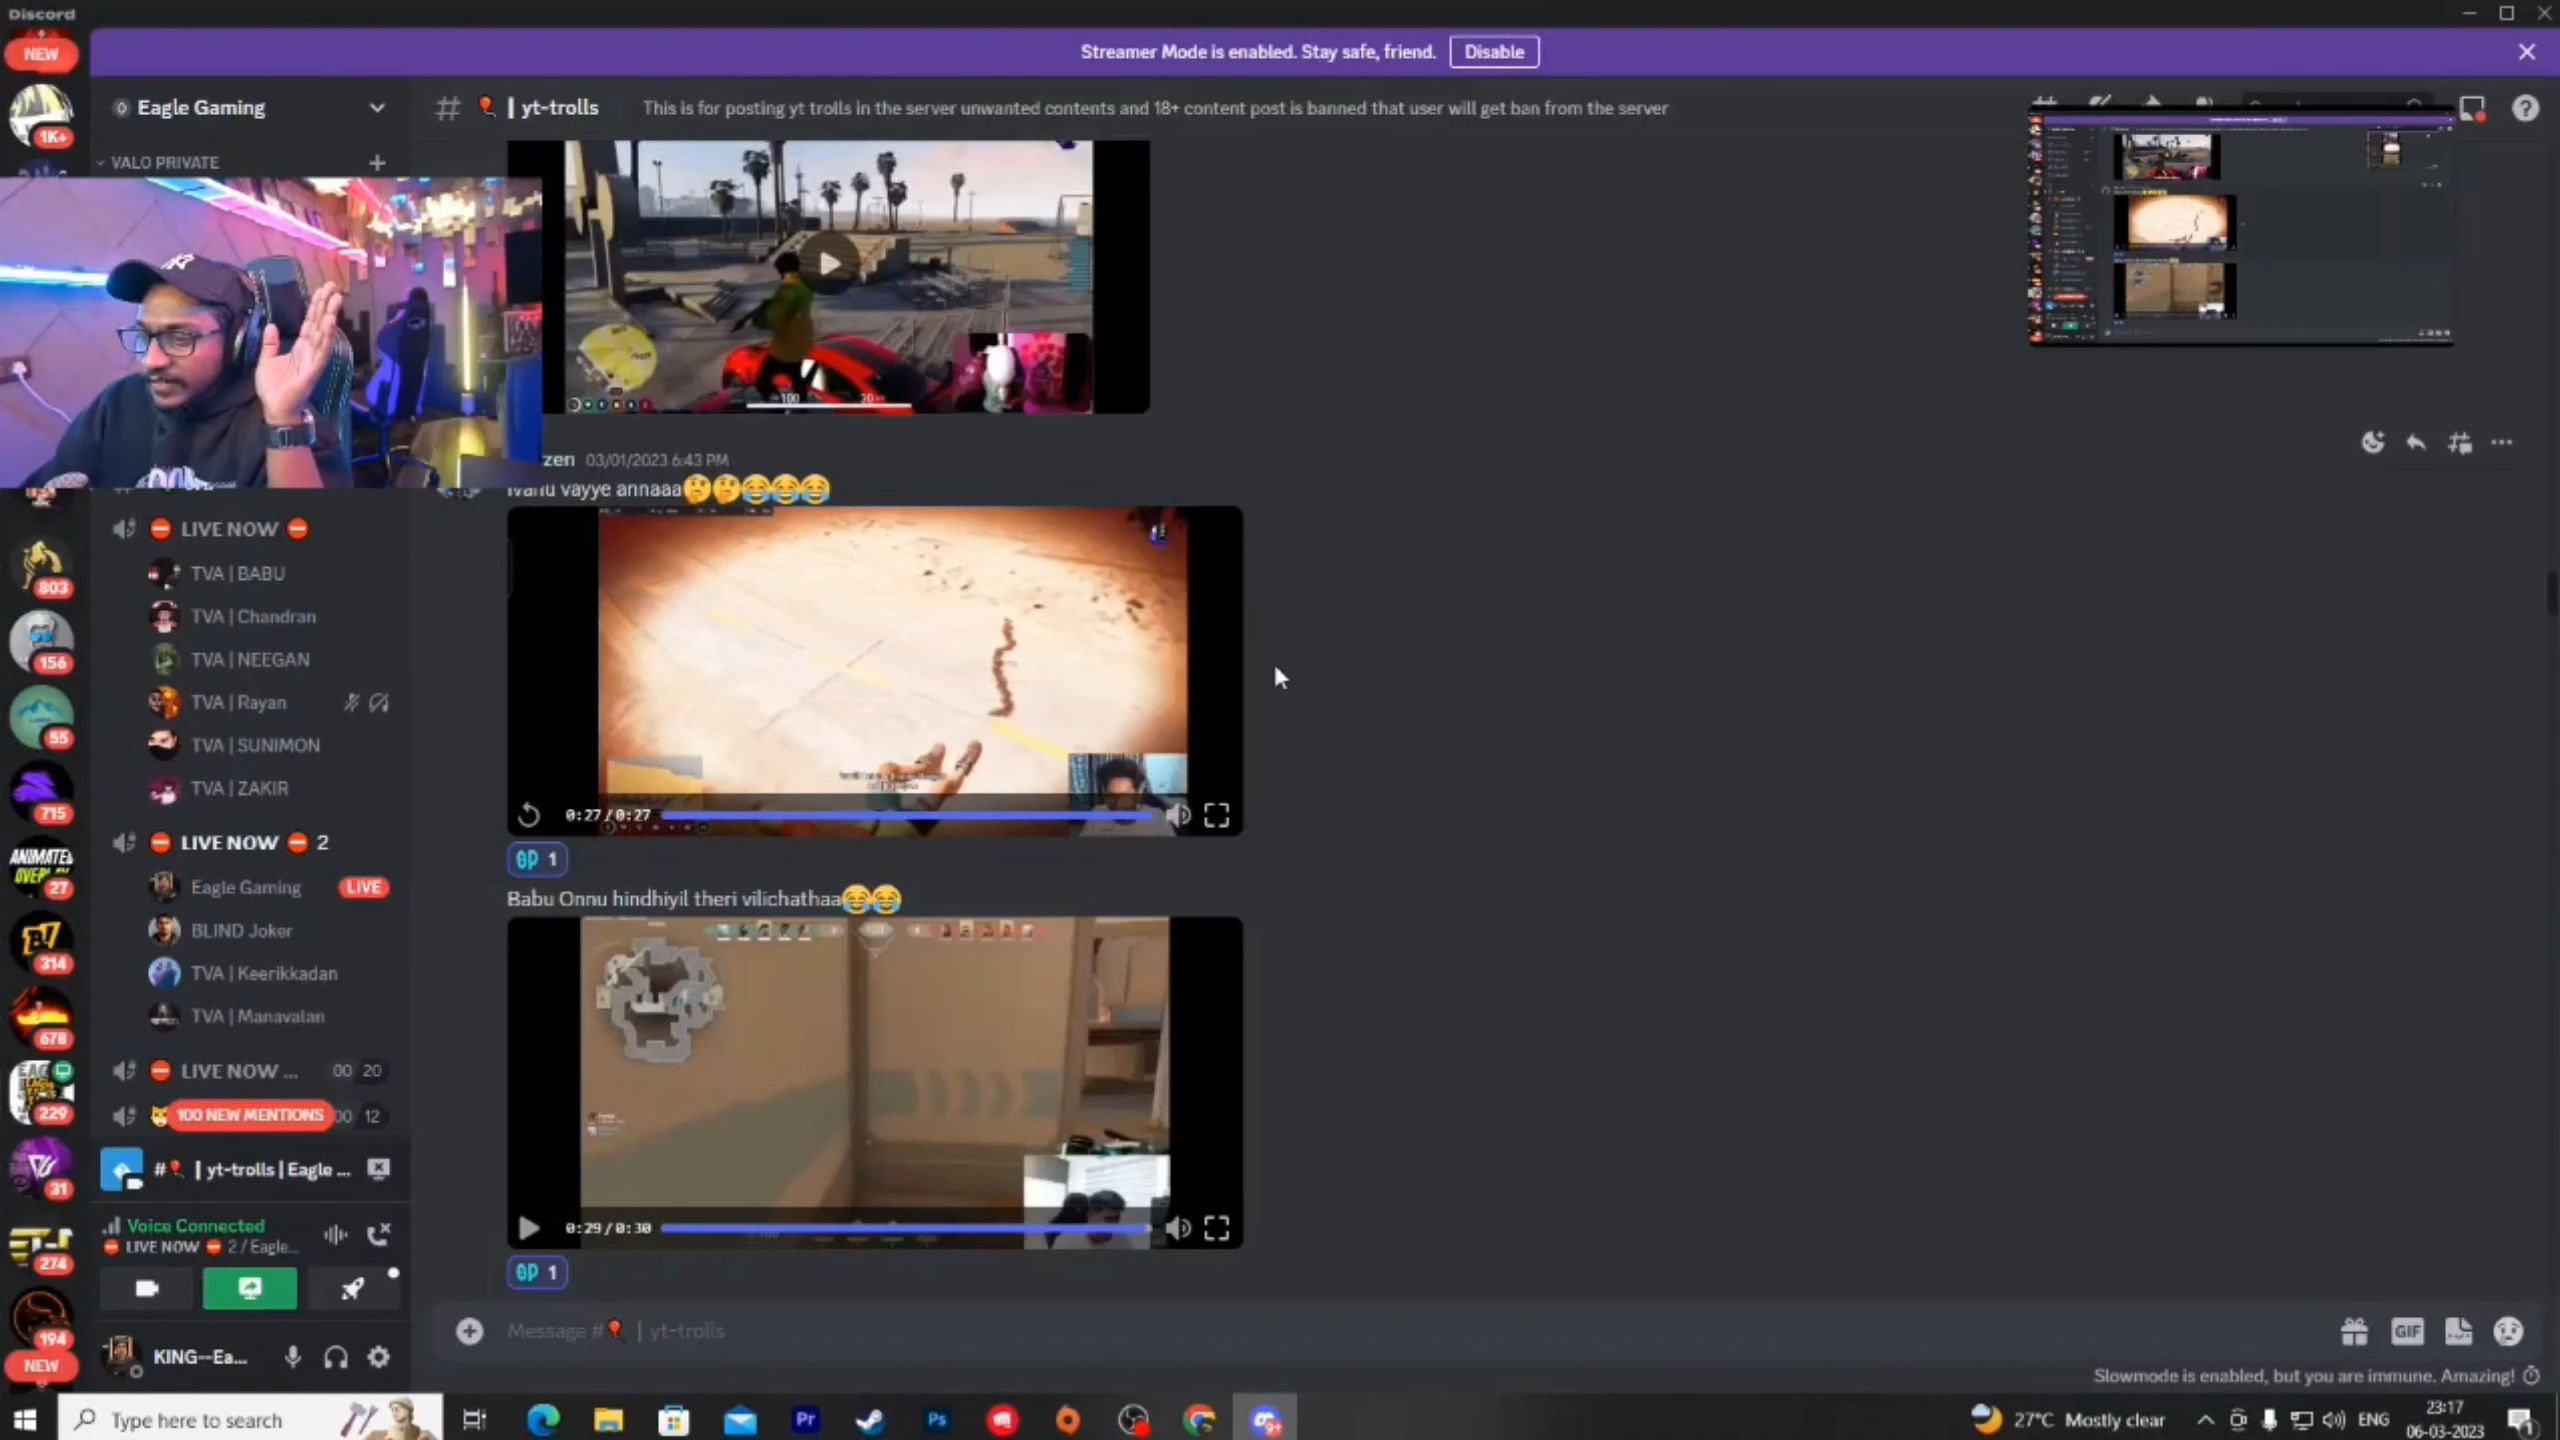 Discord
NEW
Streamer Mode is enabled. Stay safe, friend.
Disable
1K+
Eagle Gaming
# | yt-trolls
This is for posting yt trolls in the server unwanted contents and 18+ content post is banned that user will get ban from the server
VALO PRIVATE
100
zen 03/01/2023 6:43 PM
vayye annaaa🤔🤔😂😂😂
LIVE NOW
803
TVA | BABU
TVA | Chandran
156
TVA | NEEGAN
TVA | Rayan
55
TVA | SUNIMON
TVA | ZAKIR
715
0:27/0:27
LIVE NOW 2
1
ANIMATED
27
Eagle Gaming LIVE
Babu Onnu hindhiyil theri vilichathaa😂😂
BLIND Joker
314
TVA | Keerikkadan
TVA | Manavalan
678
LIVE NOW ... 00 20
229
100 NEW MENTIONS 00 12
# | yt-trolls | Eagle ...
31
Voice Connected
LIVE NOW 2 / Eagle...
0:29/0:30
274
1
194
NEW
KING--Ea...
Message # | yt-trolls
GIF
Slowmode is enabled, but you are immune. Amazing!
Type here to search
Pr
Ps
27°C Mostly clear
ENG
23:17
06-03-2023